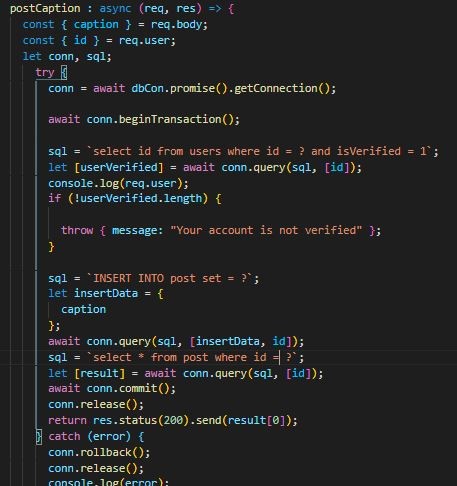 postCaption : async (req, res) => {
const { caption } = req.body;
const { id } = req.user;
let conn, sql;
try {
conn = await dbCon.promise().getConnection();
await conn.beginTransaction();
sql = `select id from users where id = ? and isVerified = 1`;
let [userVerified] = await conn.query(sql, [id]);
console.log(req.user);
if (!userVerified.length) {
throw { message: "Your account is not verified" };
}
sql = `INSERT INTO post set = ?`;
let insertData = {
caption
};
await conn.query(sql, [insertData, id]);
sql = `select * from post where id = ?`;
let [result] = await conn.query(sql, [id]);
await conn.commit();
conn.release();
return res.status(200).send(result[0]);
} catch (error) {
conn.rollback();
conn.release();
console.log(error);